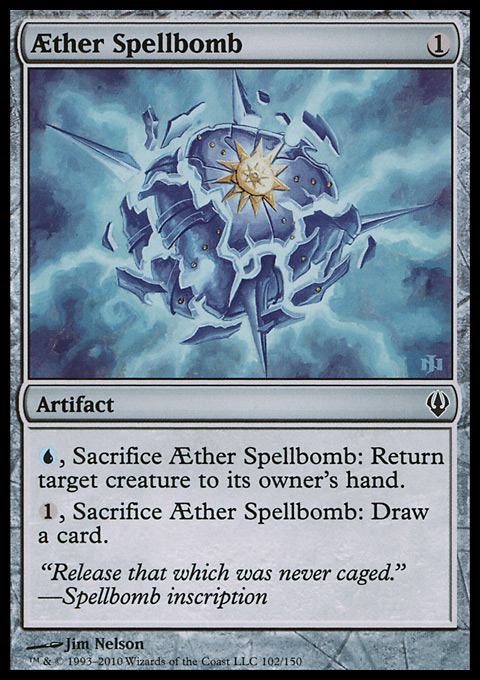 Æther Spellbomb 1
Artifact
, Sacrifice Æther Spellbomb: Return
target creature to its owner's hand.
1, Sacrifice Æther Spellbomb: Draw
a card.
"Release that which was never caged."
—Spellbomb inscription
Jim Nelson
™ & © 1993–2010 Wizards of the Coast LLC 102/150